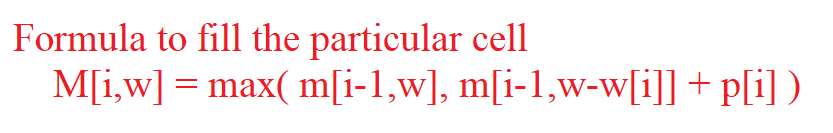 Formula to fill the particular cell
M[i,w] = max( m[i-1,w], m[i-1,w-w[i]] + p[i] )